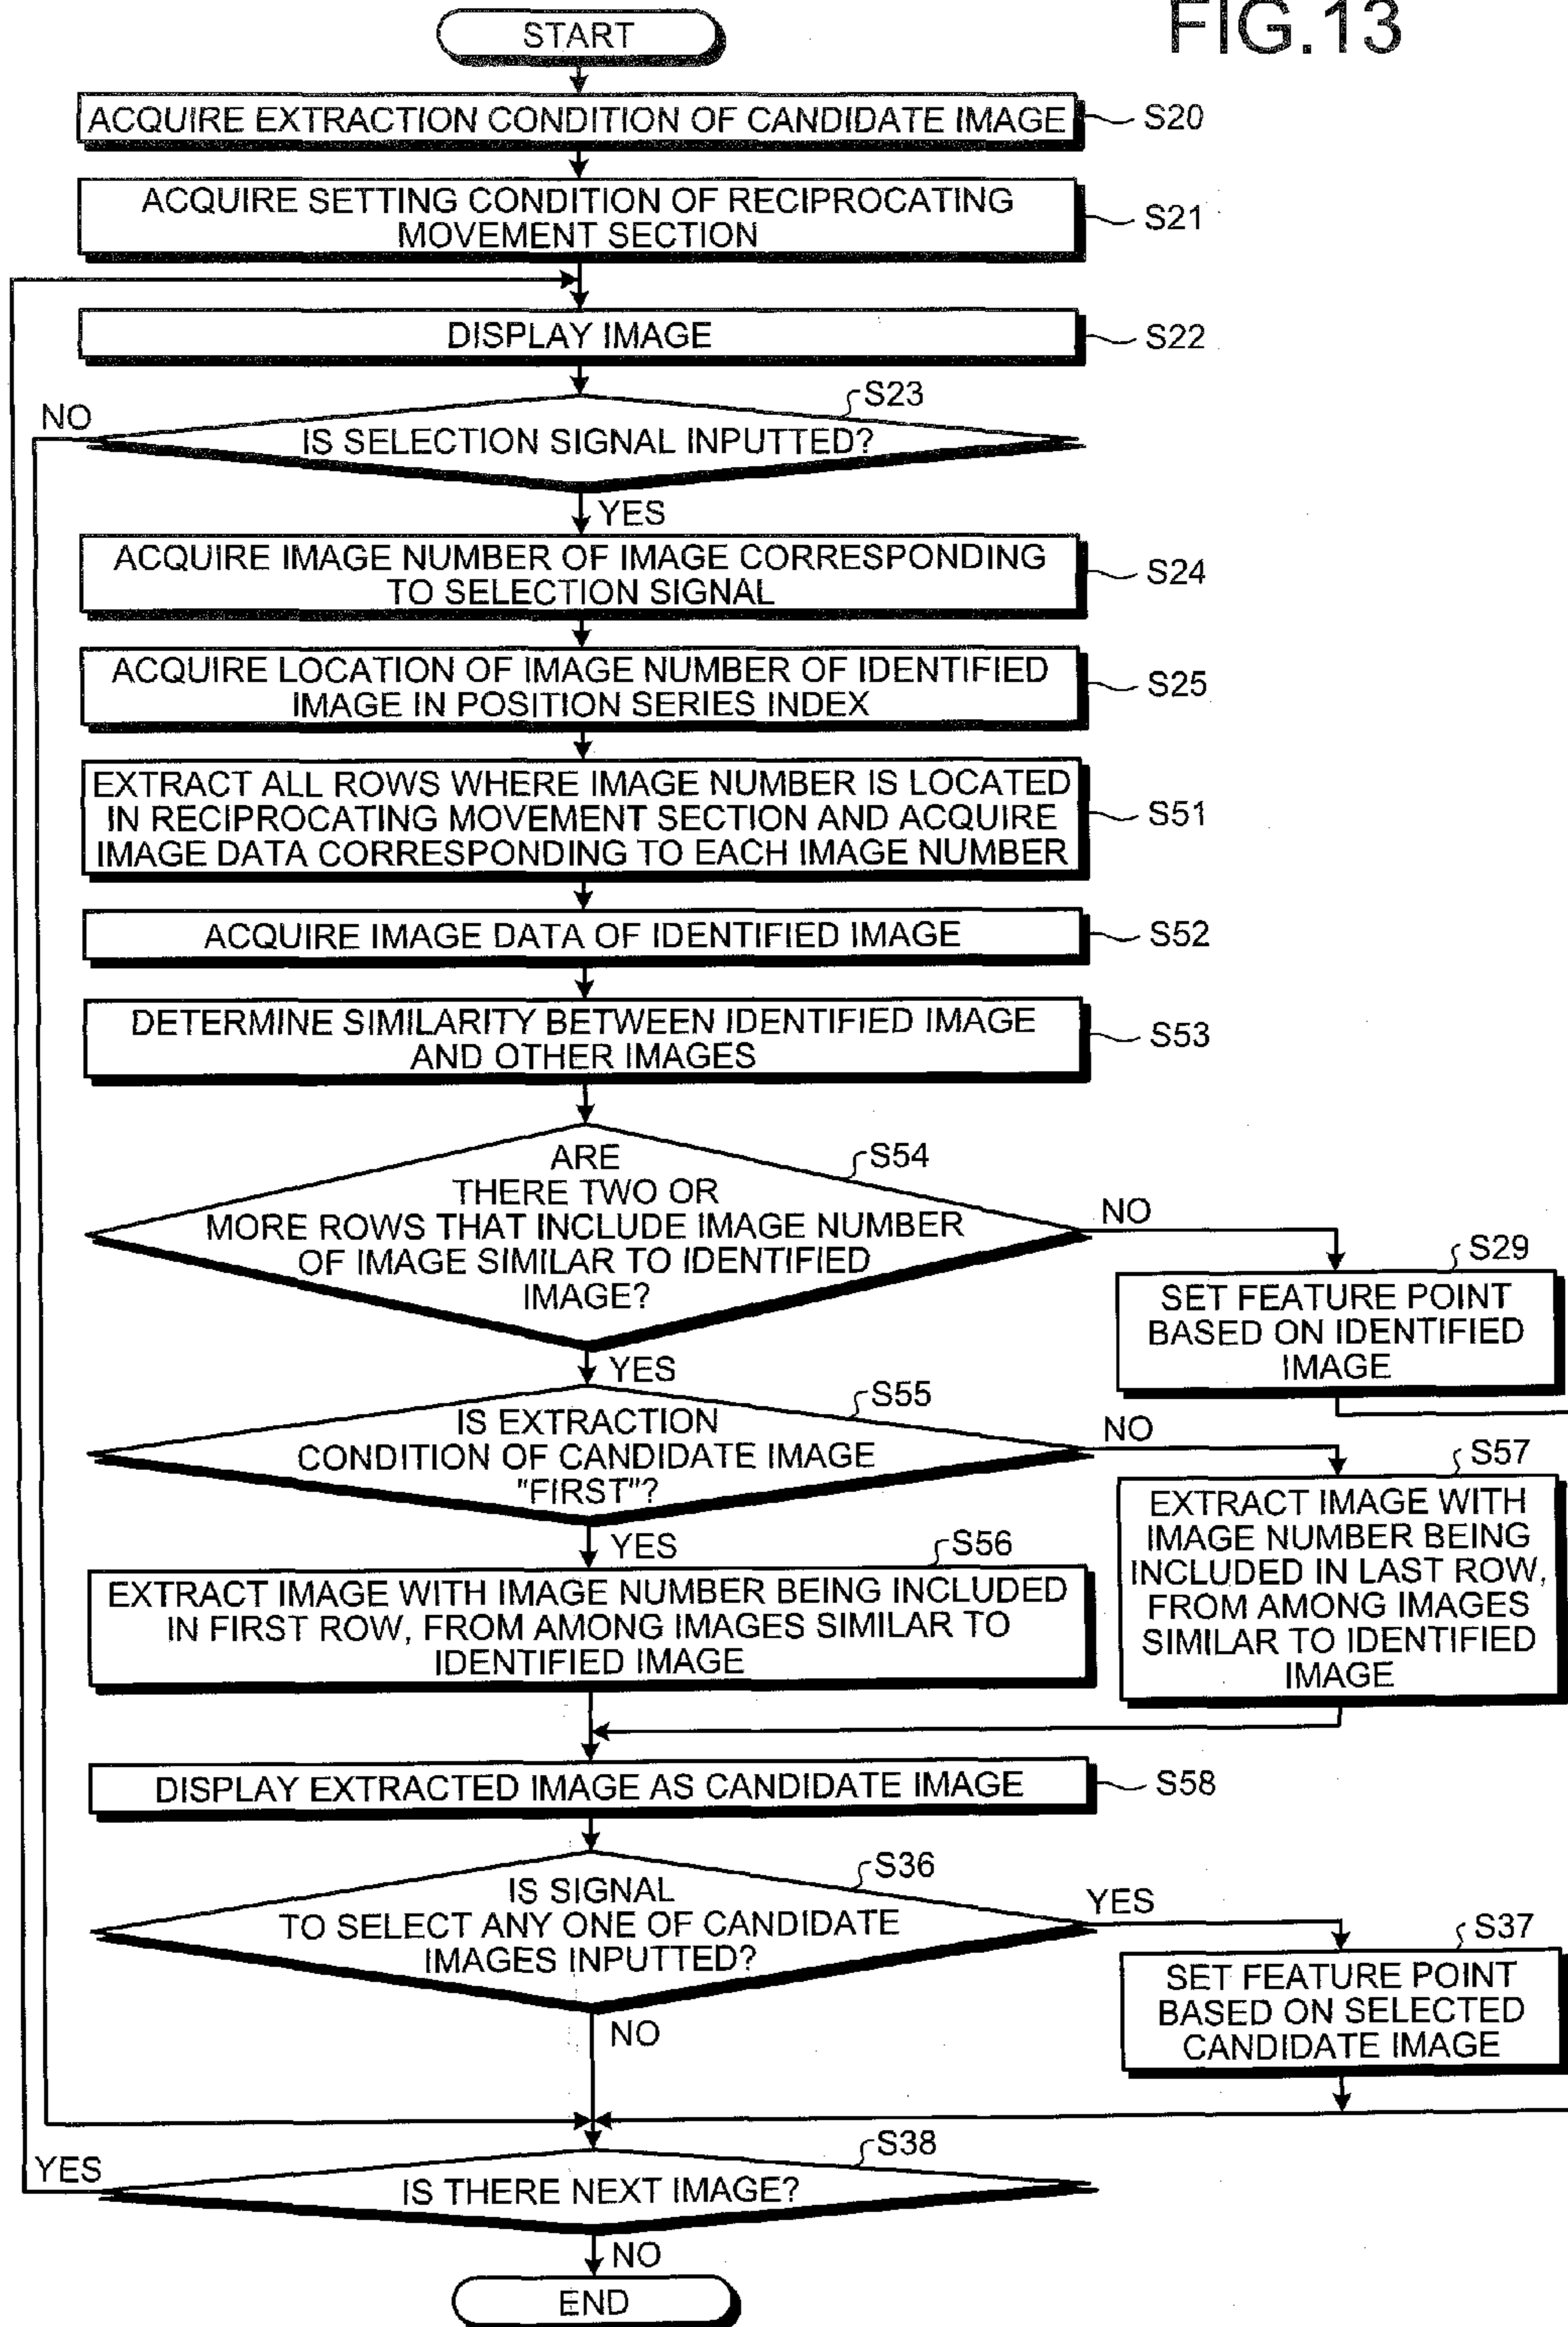 FIG.13
START
ACQUIRE EXTRACTION CONDITION OF CANDIDATE IMAGE
S20
ACQUIRE SETTING CONDITION OF RECIPROCATING
MOVEMENT SECTION
S21
DISPLAY IMAGE
S22
S23
NO
IS SELECTION SIGNAL INPUTTED?
YES
ACQUIRE IMAGE NUMBER OF IMAGE CORRESPONDING
TO SELECTION SIGNAL
S24
ACQUIRE LOCATION OF IMAGE NUMBER OF IDENTIFIED
IMAGE IN POSITION SERIES INDEX
S25
EXTRACT ALL ROWS WHERE IMAGE NUMBER IS LOCATED
IN RECIPROCATING MOVEMENT SECTION AND ACQUIRE
IMAGE DATA CORRESPONDING TO EACH IMAGE NUMBER
S51
ACQUIRE IMAGE DATA OF IDENTIFIED IMAGE
S52
DETERMINE SIMILARITY BETWEEN IDENTIFIED IMAGE
AND OTHER IMAGES
S53
S54
ARE
THERE TWO OR
MORE ROWS THAT INCLUDE IMAGE NUMBER
OF IMAGE SIMILAR TO IDENTIFIED
IMAGE?
NO
S29
SET FEATURE POINT
BASED ON IDENTIFIED
IMAGE
YES
S55
IS EXTRACTION
CONDITION OF CANDIDATE IMAGE
"FIRST"?
NO
S57
EXTRACT IMAGE WITH
IMAGE NUMBER BEING
INCLUDED IN LAST ROW,
FROM AMONG IMAGES
SIMILAR TO IDENTIFIED
IMAGE
YES
S56
EXTRACT IMAGE WITH IMAGE NUMBER BEING INCLUDED
IN FIRST ROW, FROM AMONG IMAGES SIMILAR TO
IDENTIFIED IMAGE
DISPLAY EXTRACTED IMAGE AS CANDIDATE IMAGE
S58
S36
IS SIGNAL
TO SELECT ANY ONE OF CANDIDATE
IMAGES INPUTTED?
YES
S37
SET FEATURE POINT
BASED ON SELECTED
CANDIDATE IMAGE
NO
S38
YES
IS THERE NEXT IMAGE?
NO
END